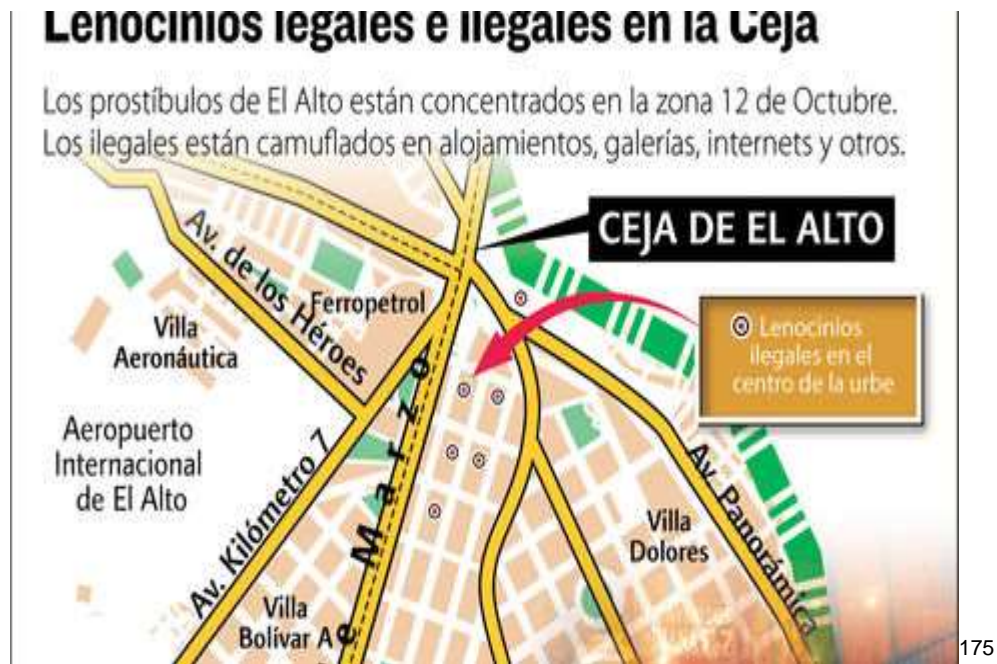 Lenocinios legales e ilegales en la Ceja
Los prostíbulos de El Alto están concentrados en la zona 12 de Octubre.
Los ilegales están camuflados en alojamientos, galerías, internets y otros.
CEJA DE EL ALTO
Av. de los Héroes
Ferropetrol
Villa
Aeronáutica
Lenocinios
ilegales en el
centro de la urbe
Aeropuerto
Internacional
de El Alto
Av. Kilómetro 7
e Marzo
Av. Panorámica
Villa
Dolores
Villa
Bolívar A
175